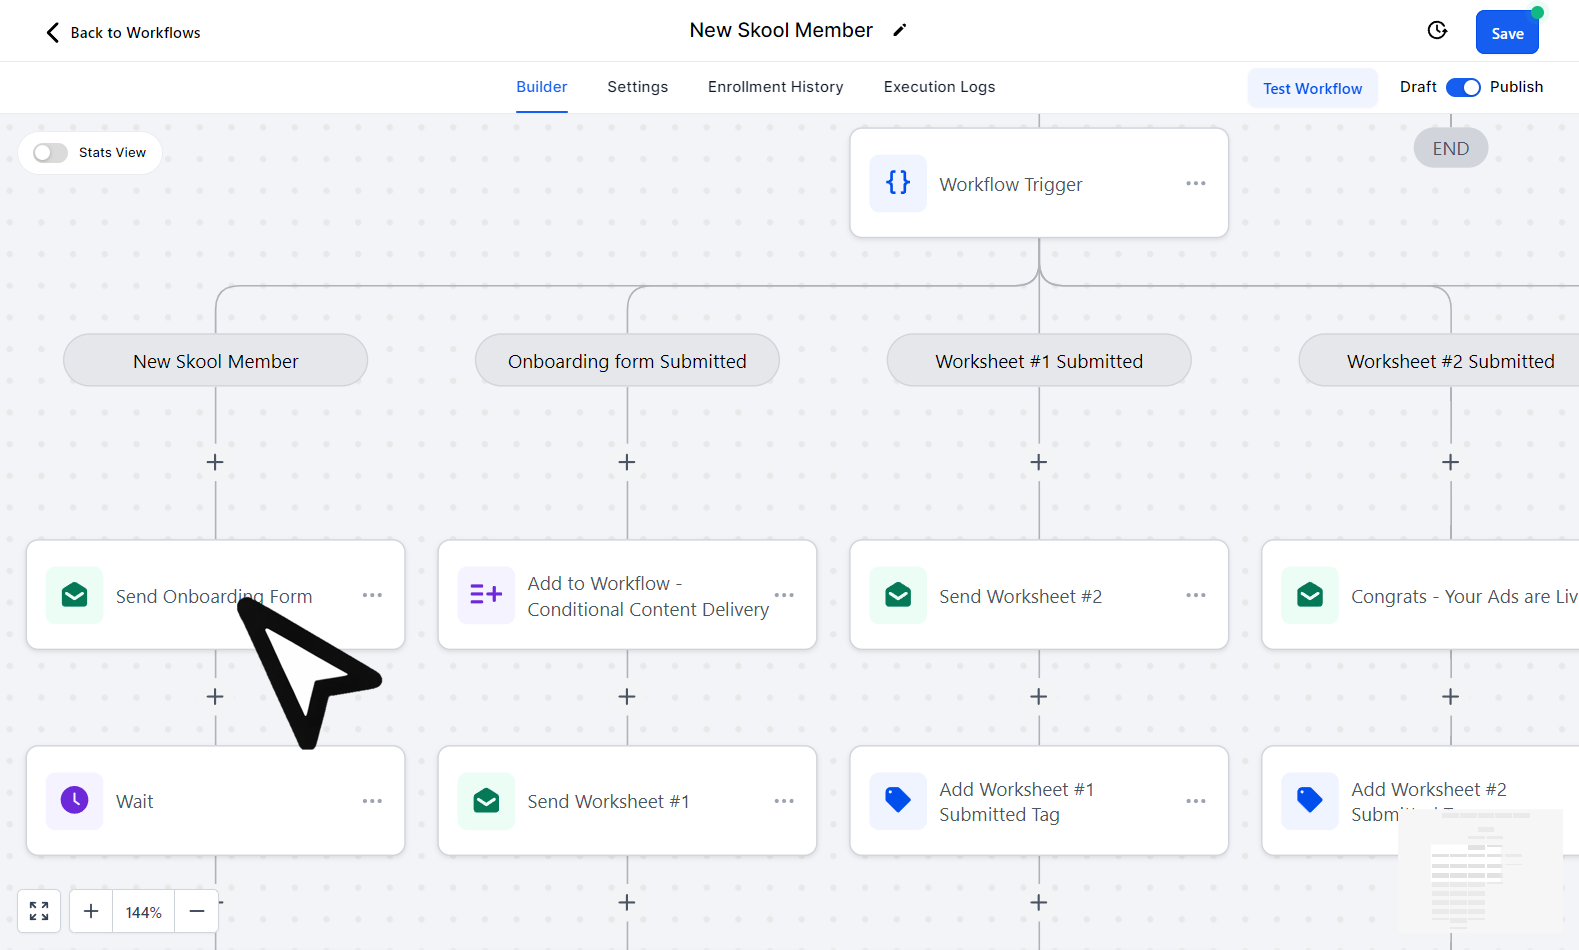 Back to Workflows
New Skool Member
Save
Builder
Settings
Enrollment History
Execution Logs
Test Workflow
Draft
Publish
Stats View
{} Workflow Trigger
END
New Skool Member
Onboarding form Submitted
Worksheet #1 Submitted
Worksheet #2 Submitted
Send Onboarding Form
Add to Workflow -
Conditional Content Delivery
Send Worksheet #2
Congrats - Your Ads are Liv
Wait
Send Worksheet #1
Add Worksheet #1
Submitted Tag
Add Worksheet #2
144%